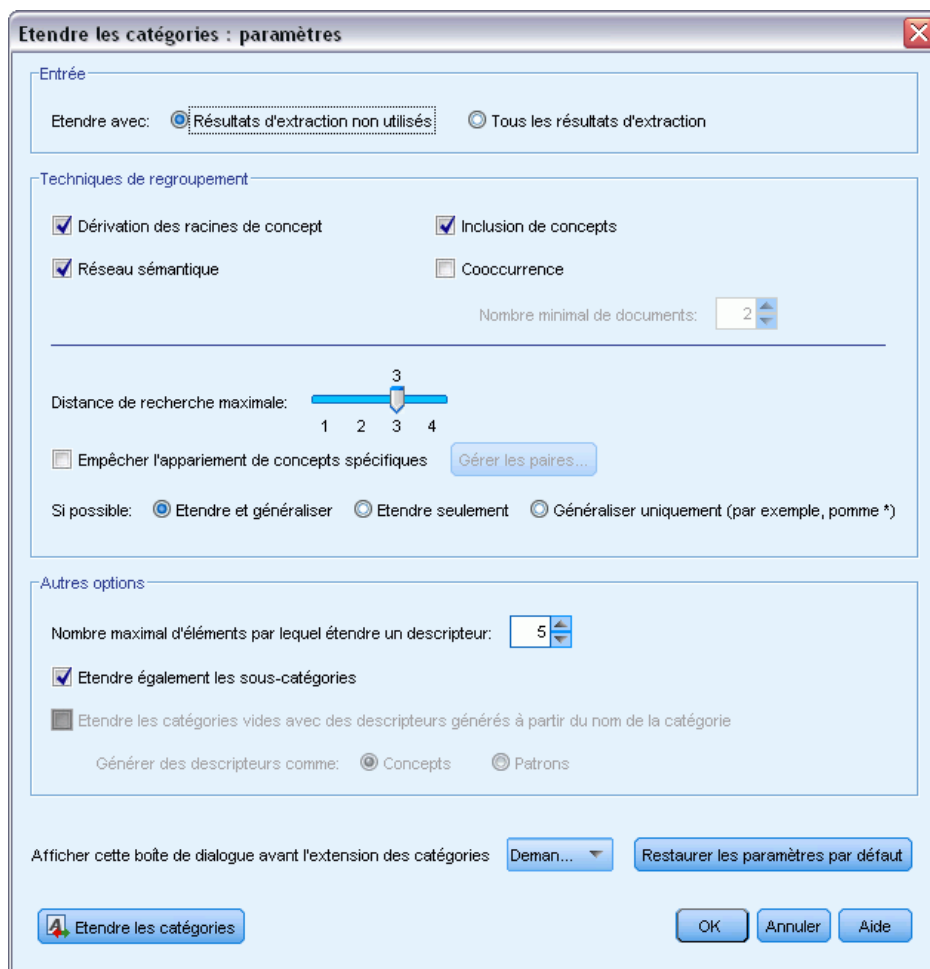 Etendre les catégories : paramètres
Entrée
Etendre avec: Résultats d'extraction non utilisés Tous les résultats d'extraction
Techniques de regroupement
Dérivation des racines de concept Inclusion de concepts
Réseau sémantique Cooccurrence
Nombre minimal de documents: 2
3
Distance de recherche maximale:
1 2 3 4
Empêcher l'appariement de concepts spécifiques Gérer les paires...
Si possible: Etendre et généraliser Etendre seulement Généraliser uniquement (par exemple, pomme *)
Autres options
Nombre maximal d'éléments par lequel étendre un descripteur: 5
Etendre également les sous-catégories
Etendre les catégories vides avec des descripteurs générés à partir du nom de la catégorie
Générer des descripteurs comme: Concepts Patrons
Afficher cette boîte de dialogue avant l'extension des catégories Deman... Restaurer les paramètres par défaut
Etendre les catégories OK Annuler Aide